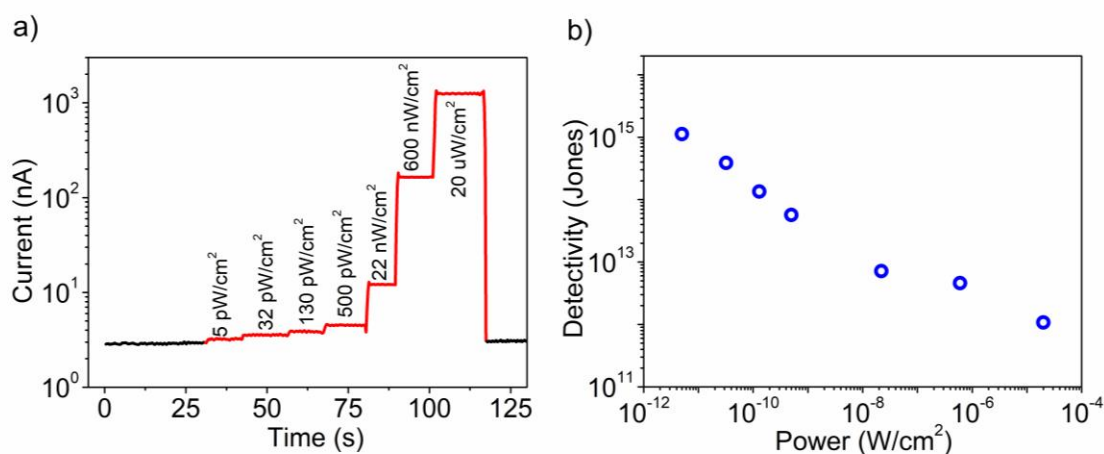 a)
Current (nA)
10³
10²
10¹
10⁰
5 pW/cm²
32 pW/cm²
130 pW/cm²
500 pW/cm²
22 nW/cm²
600 nW/cm²
20 uW/cm²
0 25 50 75 100 125
Time (s)
b)
Detectivity (Jones)
10¹⁵
10¹³
10¹¹
10⁻¹² 10⁻¹⁰ 10⁻⁸ 10⁻⁶ 10⁻⁴
Power (W/cm²)